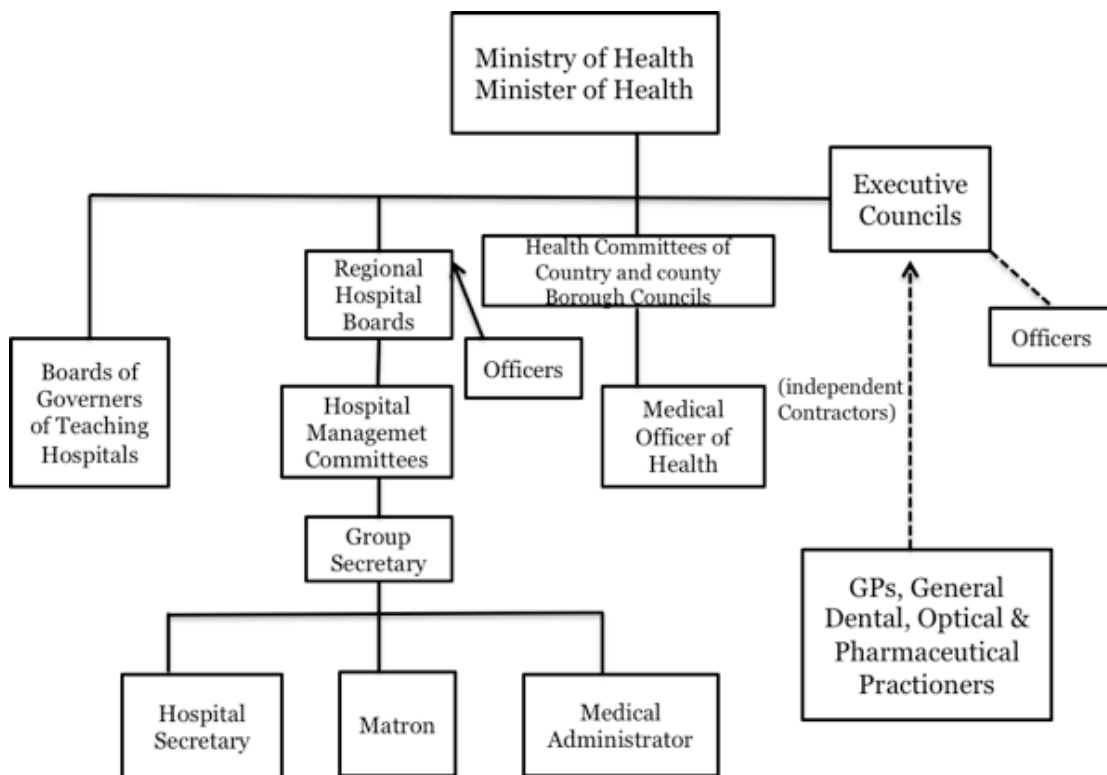 Ministry of Health
Minister of Health
Executive
Councils
Health Committees of
Country and county
Borough Councils
Regional
Hospital
Boards
Officers
Officers
Boards of
Governers
of Teaching
Hospitals
(independent
Contractors)
Hospital
Managemet
Committees
Medical
Officer of
Health
Group
Secretary
GPs, General
Dental, Optical &
Pharmaceutical
Practioners
Hospital
Secretary
Matron
Medical
Administrator